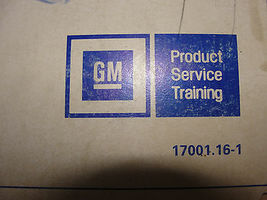 GM
Product
Service
Training
17001.16-1